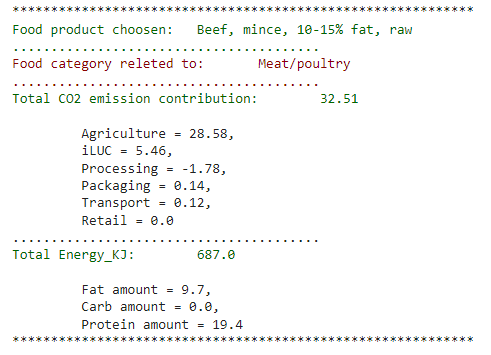 ************************************************************
Food product choosen:   Beef, mince, 10-15% fat, raw
........................................
Food category releted to:       Meat/poultry
........................................
Total CO2 emission contribution:        32.51
Agriculture = 28.58,
iLUC = 5.46,
Processing = -1.78,
Packaging = 0.14,
Transport = 0.12,
Retail = 0.0
........................................
Total Energy_KJ:        687.0
Fat amount = 9.7,
Carb amount = 0.0,
Protein amount = 19.4
************************************************************